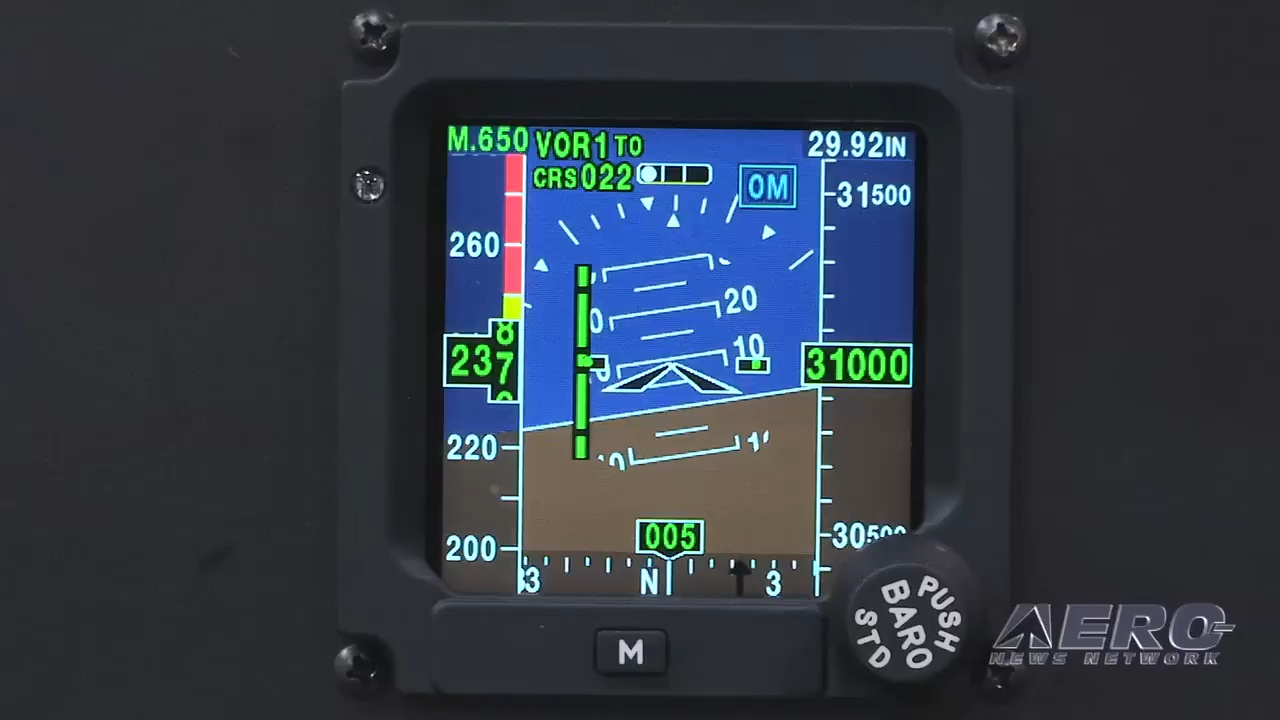 M.650 VOR1 TO 29.92IN
CRS 022 OM
31500
260
20
10
237
31000
220
10
005
200
30500
3 N 3
M
PUSH
BARO
STD
AERO
NEWS NETWORK